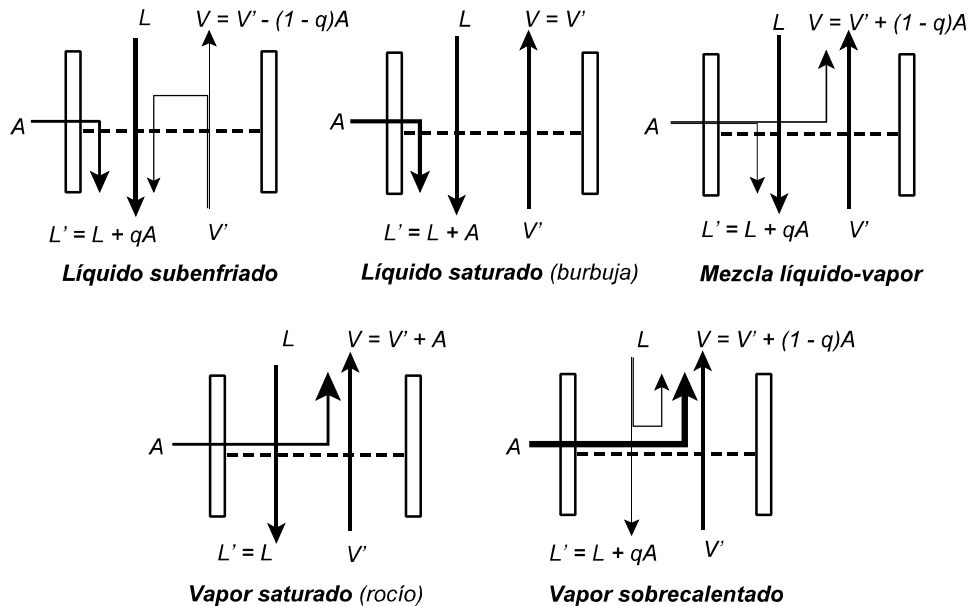 L V = V' - (1 - q)A
A
L' = L + qA V'
Líquido subenfriado
L V = V'
A
L' = L + A V'
Líquido saturado (burbuja)
L V = V' + (1 - q)A
A
L' = L + qA V'
Mezcla líquido-vapor
L V = V' + A
A
L' = L V'
Vapor saturado (rocío)
L V = V' + (1 - q)A
A
L' = L + qA V'
Vapor sobrecalentado